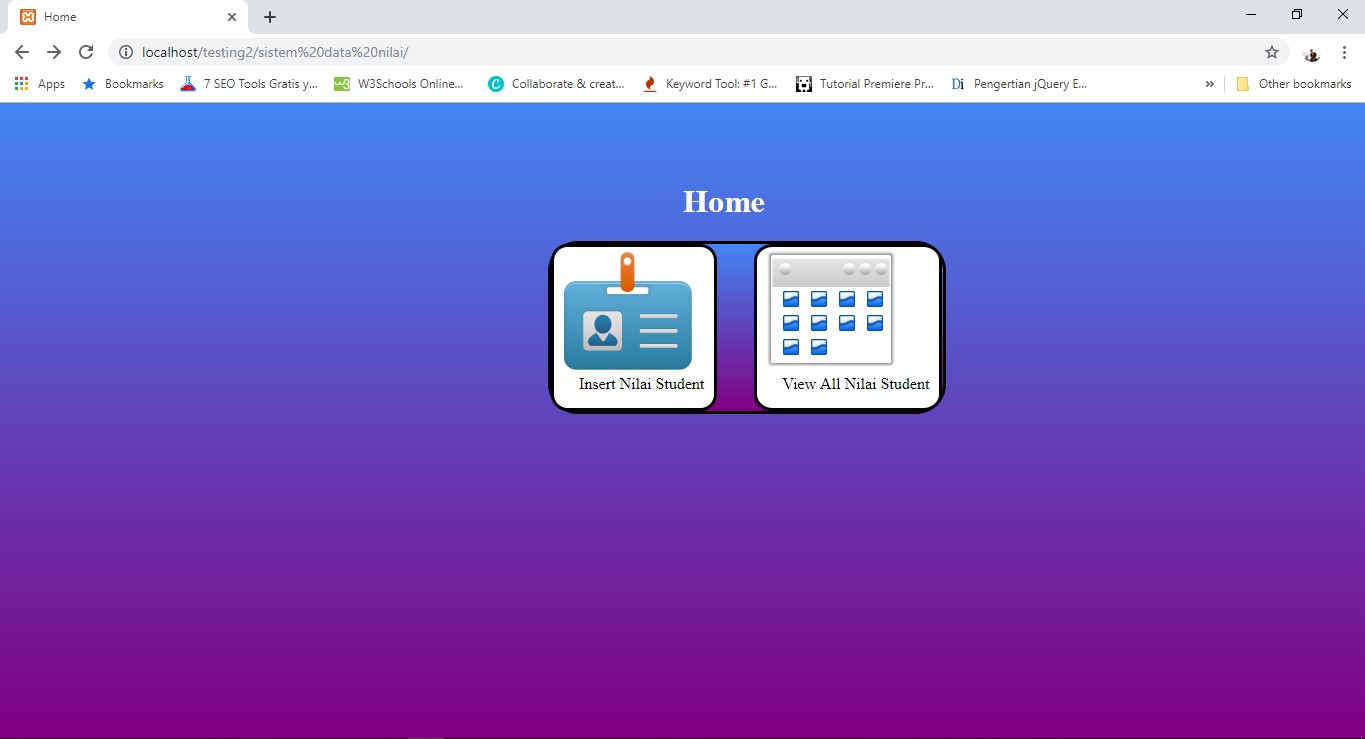 Home
localhost/testing2/sistem%20data%20nilai/
Apps Bookmarks 7 SEO Tools Gratis y... W3Schools Online... Collaborate & creat... Keyword Tool: #1 G... Tutorial Premiere Pr... Di Pengertian jQuery E... » Other bookmarks
Home
Insert Nilai Student View All Nilai Student